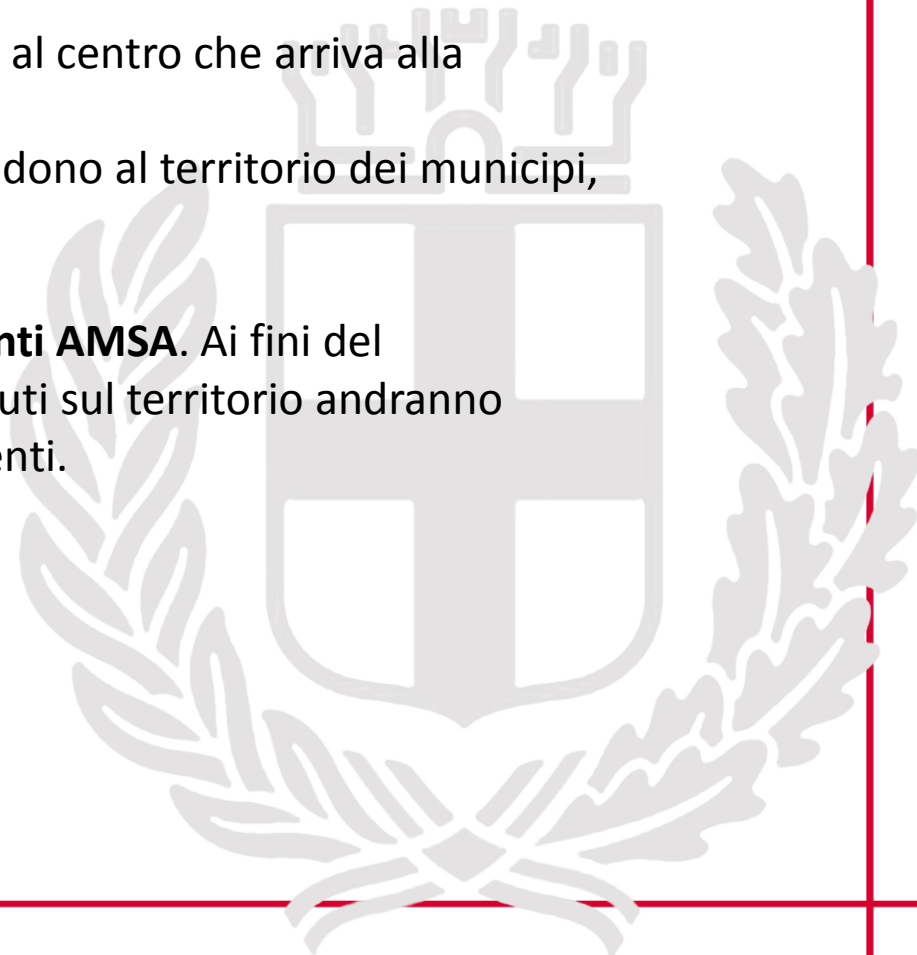 al centro che arriva alla
dono al territorio dei municipi,
nti AMSA. Ai fini del
uti sul territorio andranno
enti.